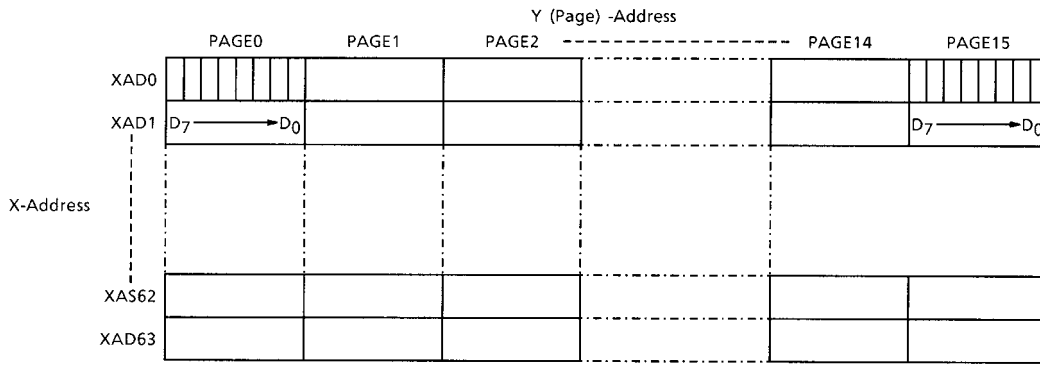 Y (Page) -Address
PAGE0 PAGE1 PAGE2 PAGE14 PAGE15
XAD0
XAD1 D7 D0 D7 D0
X-Address
XAS62
XAD63